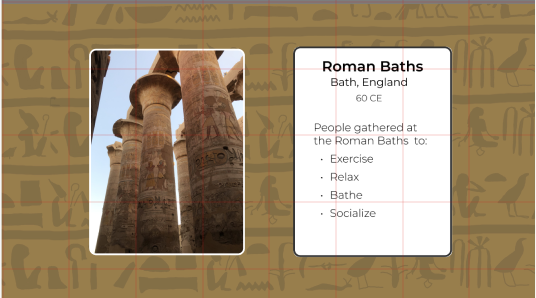 Roman Baths
Bath, England
60 CE
People gathered at
the Roman Baths to:
• Exercise
• Relax
• Bathe
• Socialize